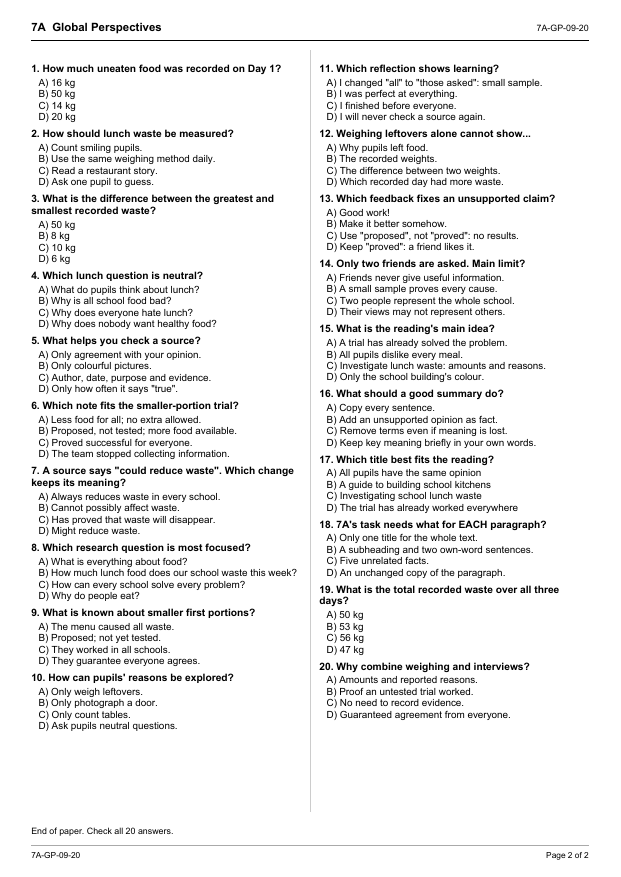 7A Global Perspectives
7A-GP-09-20
1. How much uneaten food was recorded on Day 1?
A) 16 kg
B) 50 kg
C) 14 kg
D) 20 kg
2. How should lunch waste be measured?
A) Count smiling pupils.
B) Use the same weighing method daily.
C) Read a restaurant story.
D) Ask one pupil to guess.
3. What is the difference between the greatest and
smallest recorded waste?
A) 50 kg
B) 8 kg
C) 10 kg
D) 6 kg
4. Which lunch question is neutral?
A) What do pupils think about lunch?
B) Why is all school food bad?
C) Why does everyone hate lunch?
D) Why does nobody want healthy food?
5. What helps you check a source?
A) Only agreement with your opinion.
B) Only colourful pictures.
C) Author, date, purpose and evidence.
D) Only how often it says "true".
6. Which note fits the smaller-portion trial?
A) Less food for all; no extra allowed.
B) Proposed, not tested; more food available.
C) Proved successful for everyone.
D) The team stopped collecting information.
7. A source says "could reduce waste". Which change
keeps its meaning?
A) Always reduces waste in every school.
B) Cannot possibly affect waste.
C) Has proved that waste will disappear.
D) Might reduce waste.
8. Which research question is most focused?
A) What is everything about food?
B) How much lunch food does our school waste this week?
C) How can every school solve every problem?
D) Why do people eat?
9. What is known about smaller first portions?
A) The menu caused all waste.
B) Proposed; not yet tested.
C) They worked in all schools.
D) They guarantee everyone agrees.
10. How can pupils' reasons be explored?
A) Only weigh leftovers.
B) Only photograph a door.
C) Only count tables.
D) Ask pupils neutral questions.
11. Which reflection shows learning?
A) I changed "all" to "those asked": small sample.
B) I was perfect at everything.
C) I finished before everyone.
D) I will never check a source again.
12. Weighing leftovers alone cannot show...
A) Why pupils left food.
B) The recorded weights.
C) The difference between two weights.
D) Which recorded day had more waste.
13. Which feedback fixes an unsupported claim?
A) Good work!
B) Make it better somehow.
C) Use "proposed", not "proved": no results.
D) Keep "proved": a friend likes it.
14. Only two friends are asked. Main limit?
A) Friends never give useful information.
B) A small sample proves every cause.
C) Two people represent the whole school.
D) Their views may not represent others.
15. What is the reading's main idea?
A) A trial has already solved the problem.
B) All pupils dislike every meal.
C) Investigate lunch waste: amounts and reasons.
D) Only the school building's colour.
16. What should a good summary do?
A) Copy every sentence.
B) Add an unsupported opinion as fact.
C) Remove terms even if meaning is lost.
D) Keep key meaning briefly in your own words.
17. Which title best fits the reading?
A) All pupils have the same opinion
B) A guide to building school kitchens
C) Investigating school lunch waste
D) The trial has already worked everywhere
18. 7A's task needs what for EACH paragraph?
A) Only one title for the whole text.
B) A subheading and two own-word sentences.
C) Five unrelated facts.
D) An unchanged copy of the paragraph.
19. What is the total recorded waste over all three
days?
A) 50 kg
B) 53 kg
C) 56 kg
D) 47 kg
20. Why combine weighing and interviews?
A) Amounts and reported reasons.
B) Proof an untested trial worked.
C) No need to record evidence.
D) Guaranteed agreement from everyone.
End of paper. Check all 20 answers.
7A-GP-09-20
Page 2 of 2